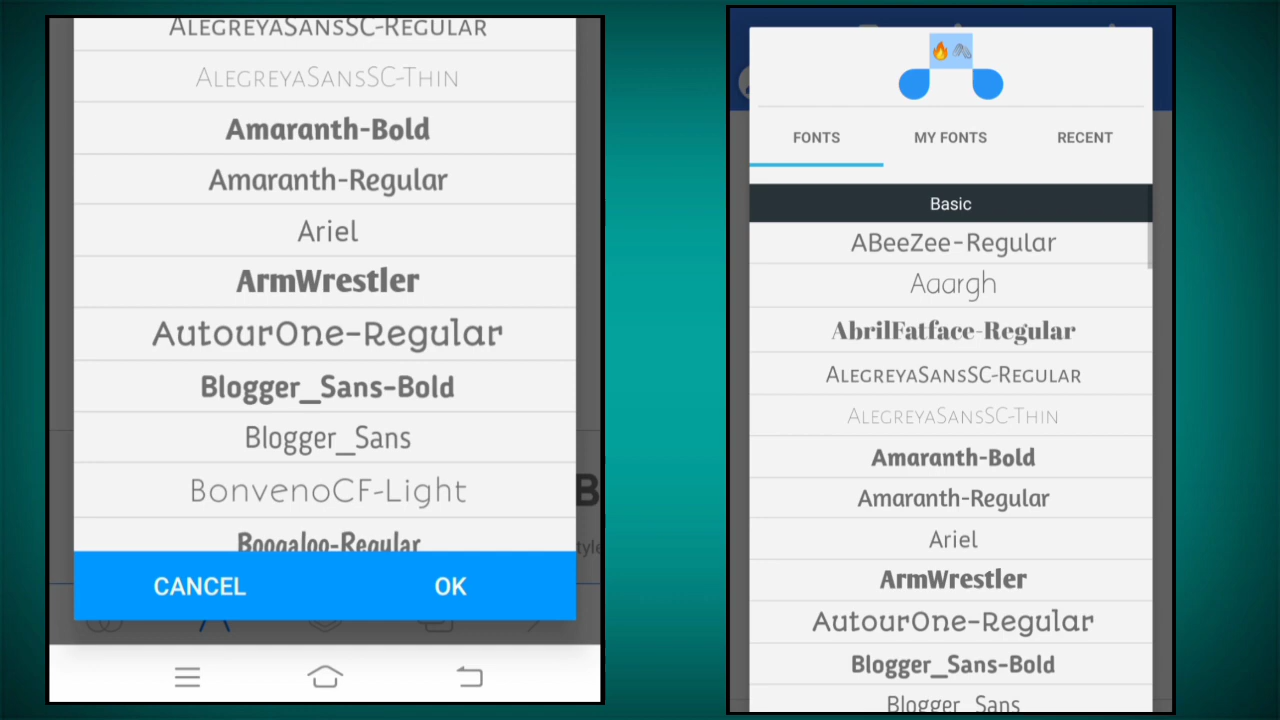 AlegreyaSansSC-Regular
AlegreyaSansSC-Thin
Amaranth-Bold
Amaranth-Regular
Ariel
ArmWrestler
AutourOne-Regular
Blogger_Sans-Bold
Blogger_Sans
BonvenoCF-Light
Boogaloo-Regular
CANCEL OK
B
tyle
FONTS MY FONTS RECENT
Basic
ABeeZee-Regular
Aaargh
AbrilFatface-Regular
AlegreyaSansSC-Regular
AlegreyaSansSC-Thin
Amaranth-Bold
Amaranth-Regular
Ariel
ArmWrestler
AutourOne-Regular
Blogger_Sans-Bold
Blogger_Sans